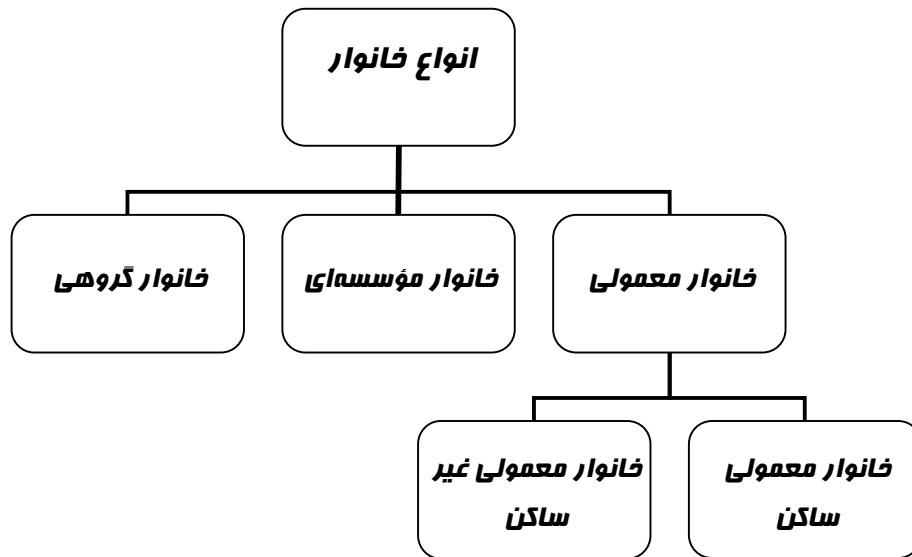 انواع خانوار
خانوار معمولی
خانوار مؤسسه‌ای
خانوار گروهی
خانوار معمولی
ساکن
خانوار معمولی غیر
ساکن